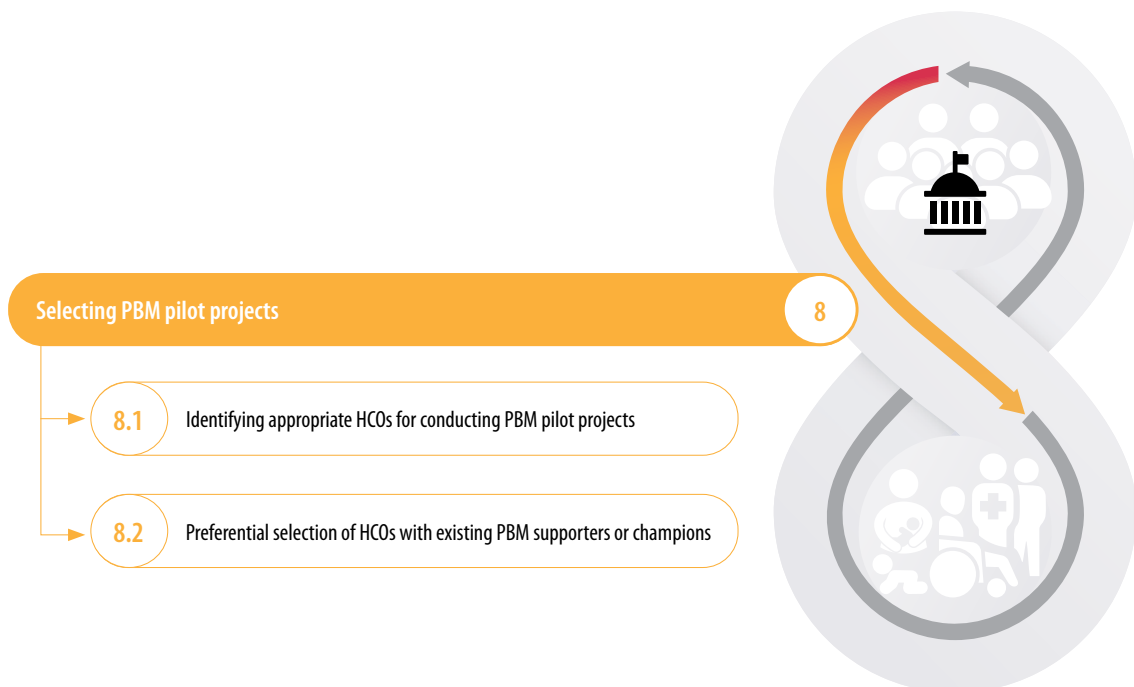 Selecting PBM pilot projects
8
8.1
Identifying appropriate HCOs for conducting PBM pilot projects
8.2
Preferential selection of HCOs with existing PBM supporters or champions